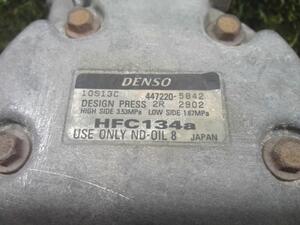 DENSO
10S13C 447220-5842
DESIGN PRESS 2R 2902
HIGH SIDE 3.53MPa LOW SIDE 1.67MPa
HFC134a
USE ONLY ND-OIL 8 JAPAN